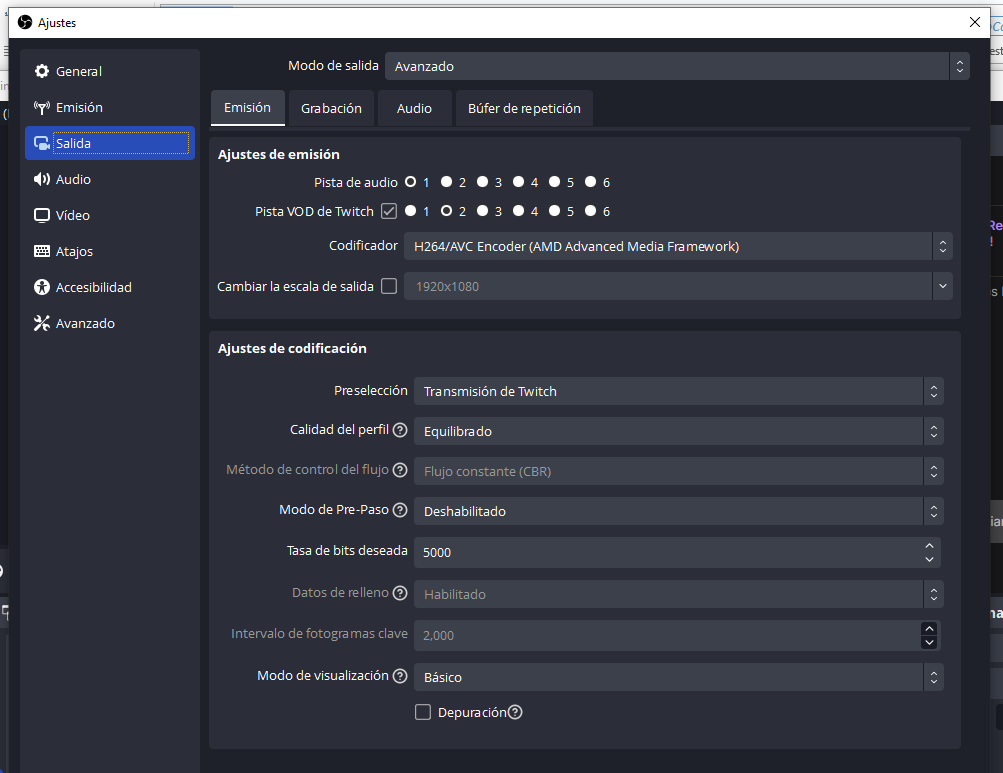 Ajustes
General
Emisión
Salida
Audio
Vídeo
Atajos
Accesibilidad
Avanzado
Modo de salida Avanzado
Emisión Grabación Audio Búfer de repetición
Ajustes de emisión
Pista de audio 1 2 3 4 5 6
Pista VOD de Twitch 1 2 3 4 5 6
Codificador H264/AVC Encoder (AMD Advanced Media Framework)
Cambiar la escala de salida 1920x1080
Ajustes de codificación
Preselección Transmisión de Twitch
Calidad del perfil ? Equilibrado
Método de control del flujo ? Flujo constante (CBR)
Modo de Pre-Paso ? Deshabilitado
Tasa de bits deseada 5000
Datos de relleno ? Habilitado
Intervalo de fotogramas clave 2,000
Modo de visualización ? Básico
Depuración ?